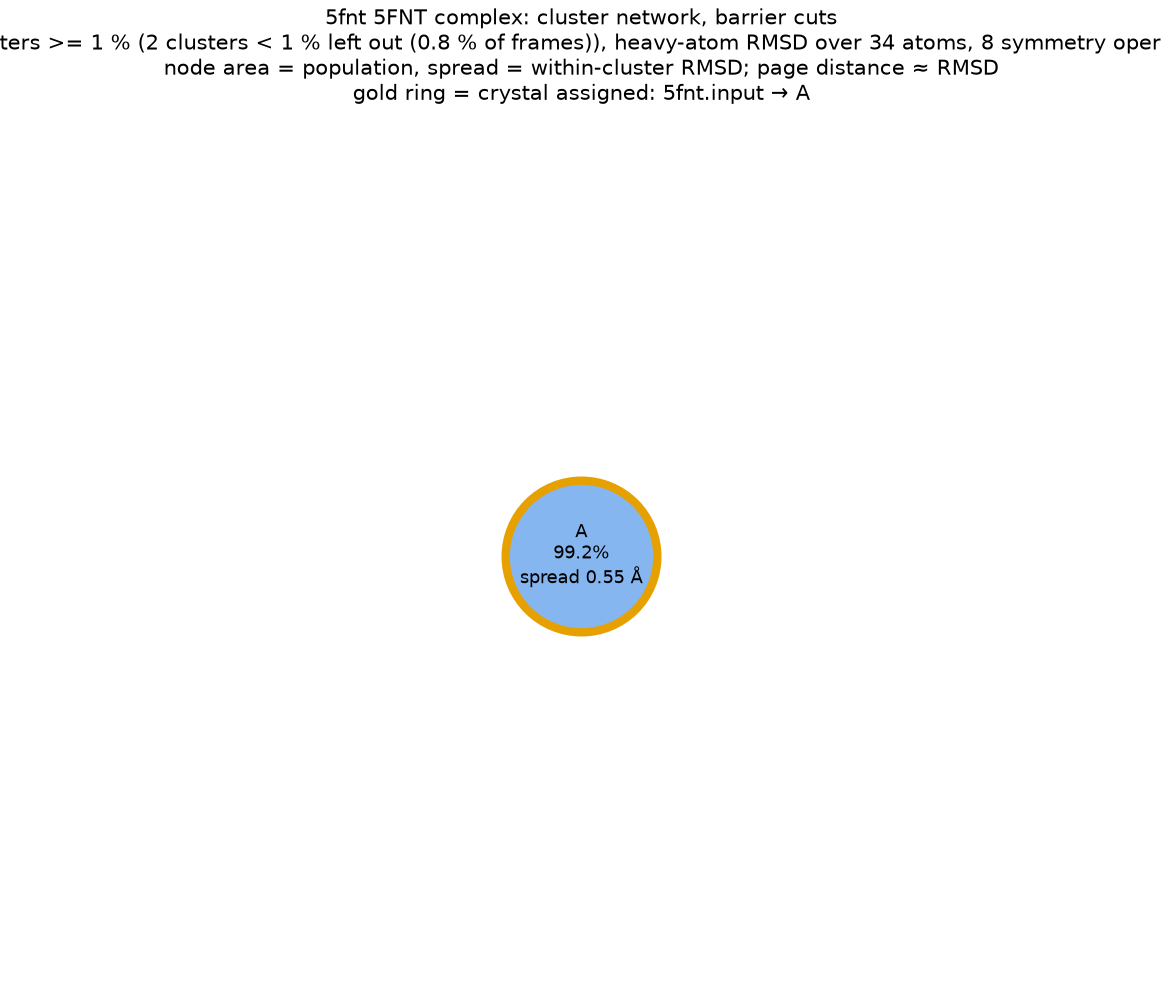 5fnt 5FNT complex: cluster network, barrier cuts
ters >= 1 % (2 clusters < 1 % left out (0.8 % of frames)), heavy-atom RMSD over 34 atoms, 8 symmetry oper
node area = population, spread = within-cluster RMSD; page distance ≈ RMSD
gold ring = crystal assigned: 5fnt.input → A
A
99.2%
spread 0.55 Å